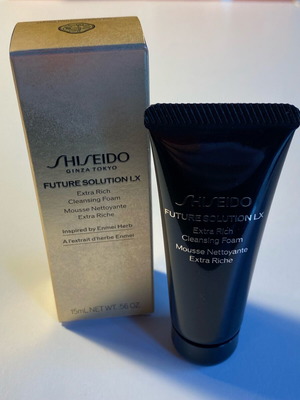 SHISEIDO
GINZA TOKYO
FUTURE SOLUTION LX
Extra Rich
Cleansing Foam
Mousse Nettoyante
Extra Riche
Inspired by Enmei Herb
A l'extrait d'herbe Enmei
15mL NET WT. .56 OZ.
SHISEIDO
FUTURE SOLUTION LX
Extra Rich
Cleansing Foam
Mousse Nettoyante
Extra Riche